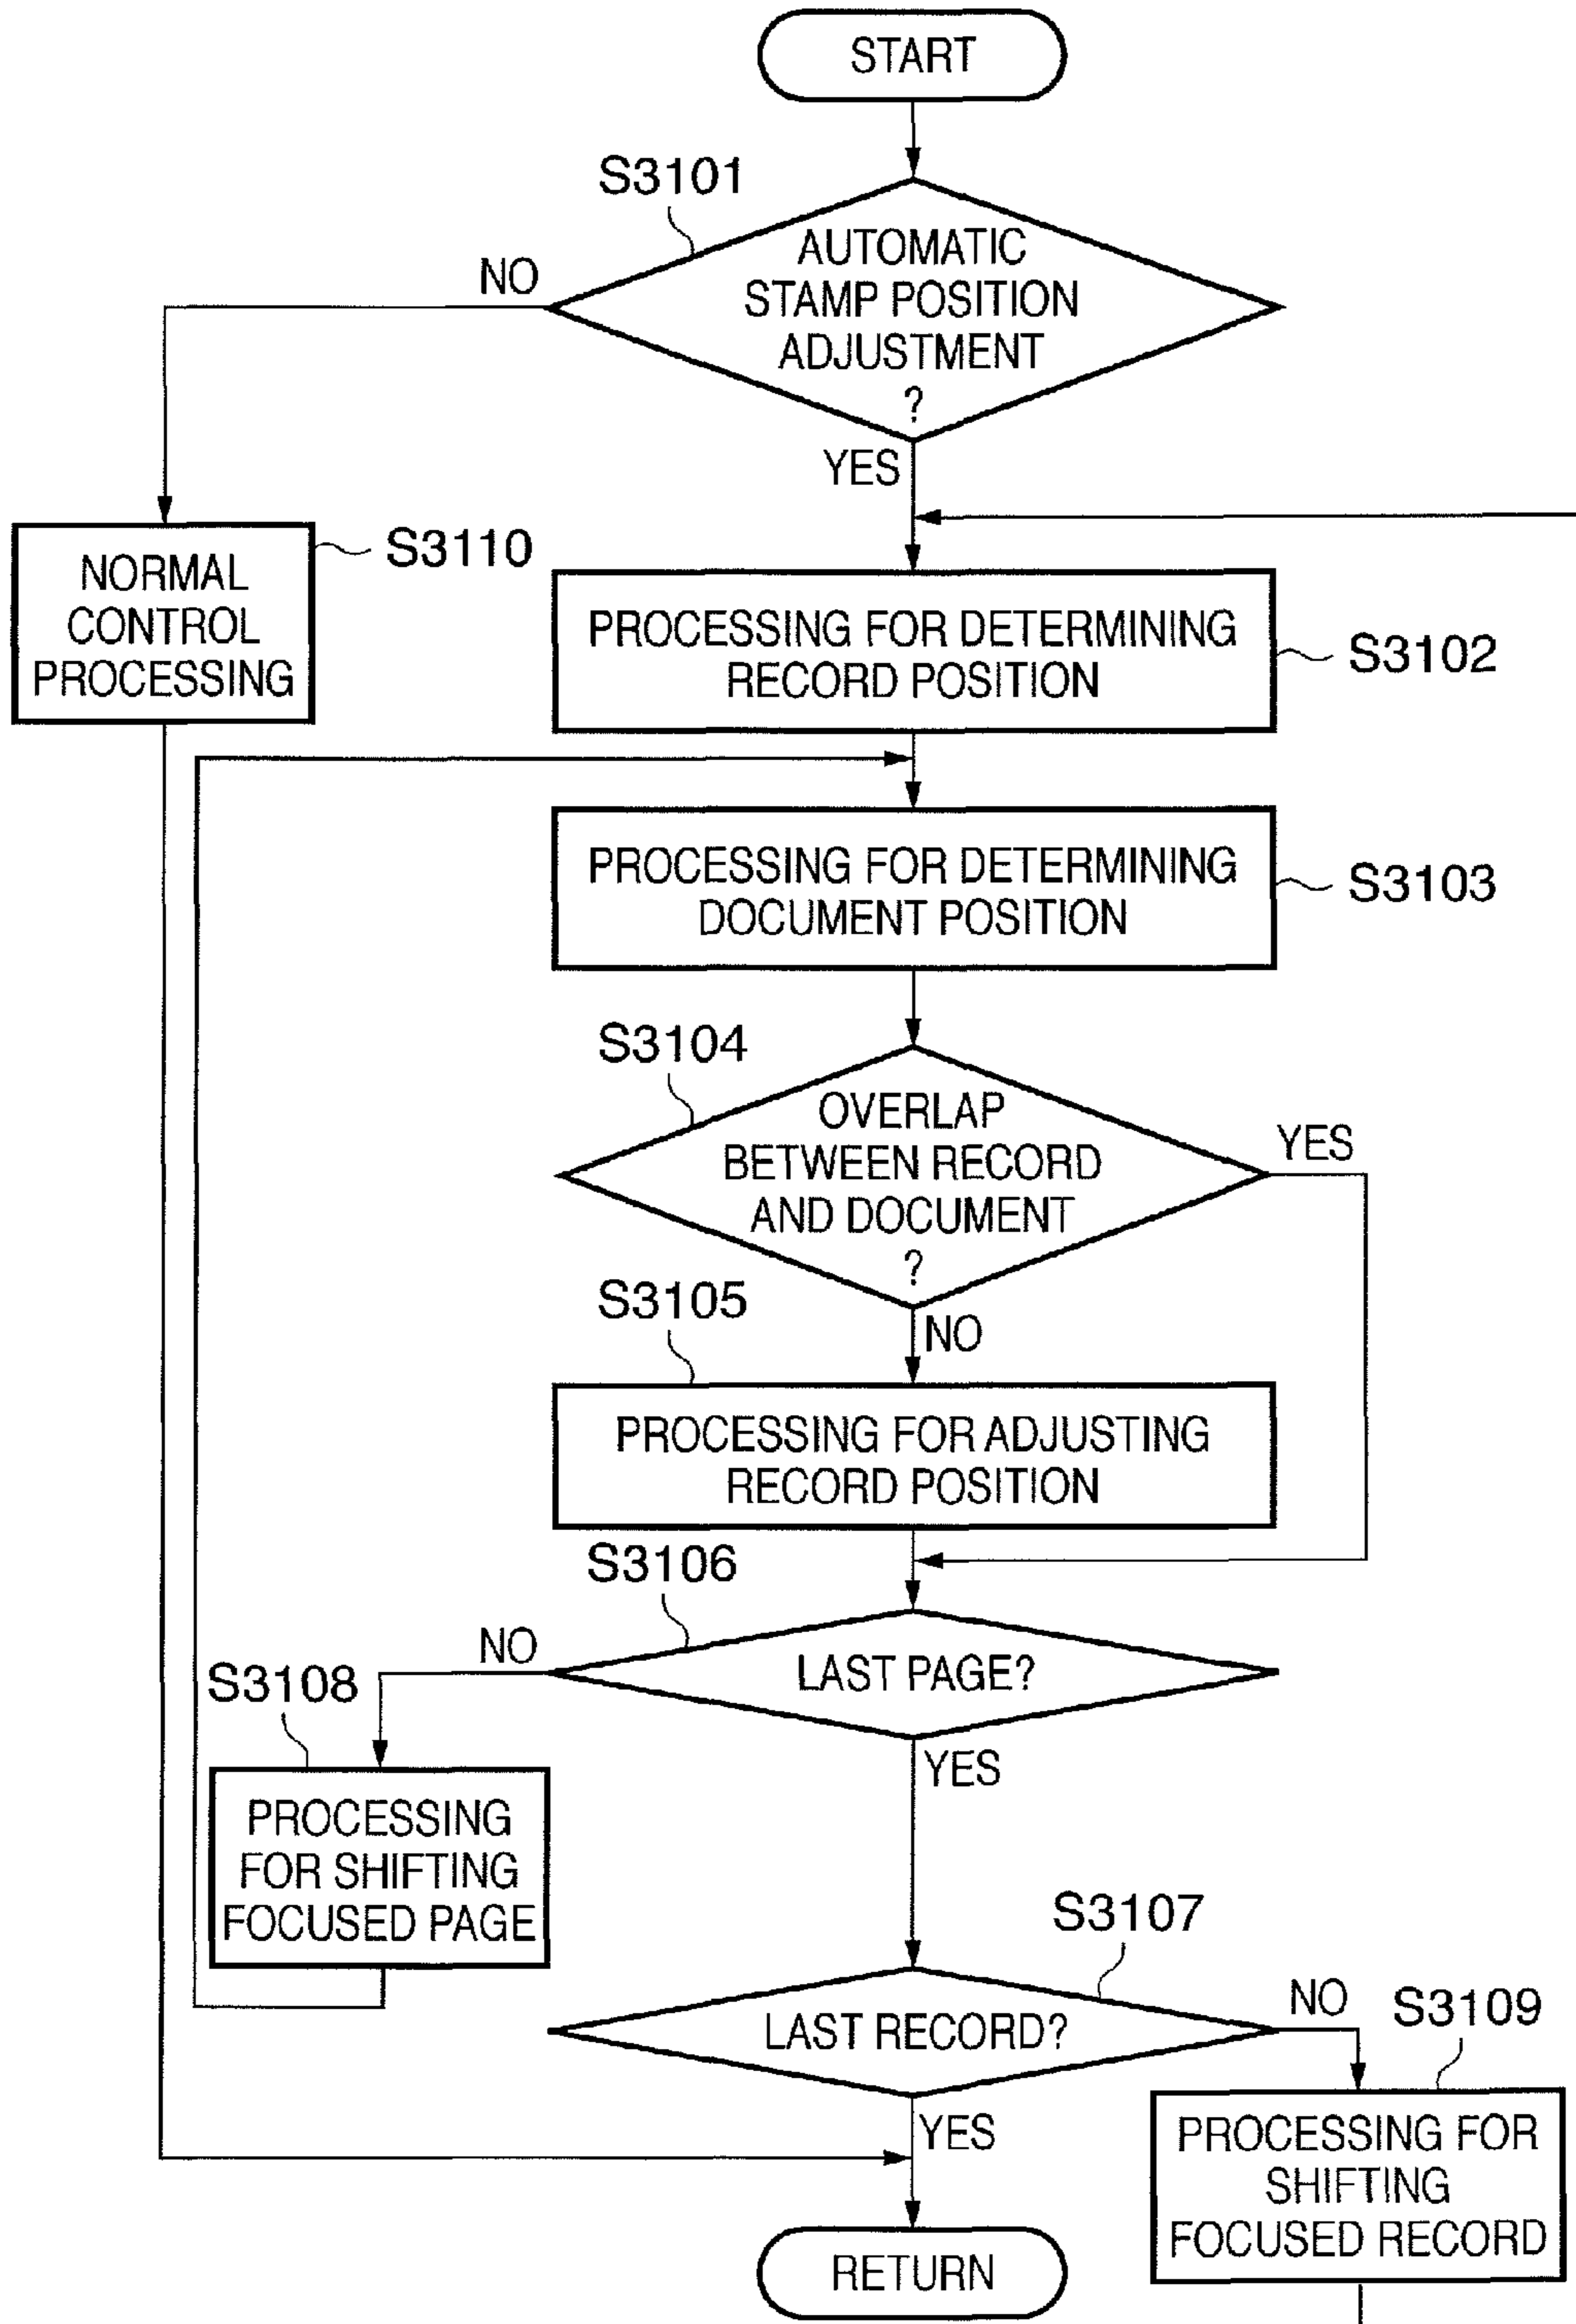 START
S3101
AUTOMATIC
STAMP POSITION
ADJUSTMENT
?
NO
YES
S3110
NORMAL
CONTROL
PROCESSING
PROCESSING FOR DETERMINING
RECORD POSITION
S3102
PROCESSING FOR DETERMINING
DOCUMENT POSITION
S3103
S3104
OVERLAP
BETWEEN RECORD
AND DOCUMENT
?
YES
NO
S3105
PROCESSING FOR ADJUSTING
RECORD POSITION
S3106
LAST PAGE?
NO
YES
S3108
PROCESSING
FOR SHIFTING
FOCUSED PAGE
S3107
LAST RECORD?
NO
YES
S3109
PROCESSING FOR
SHIFTING
FOCUSED RECORD
RETURN